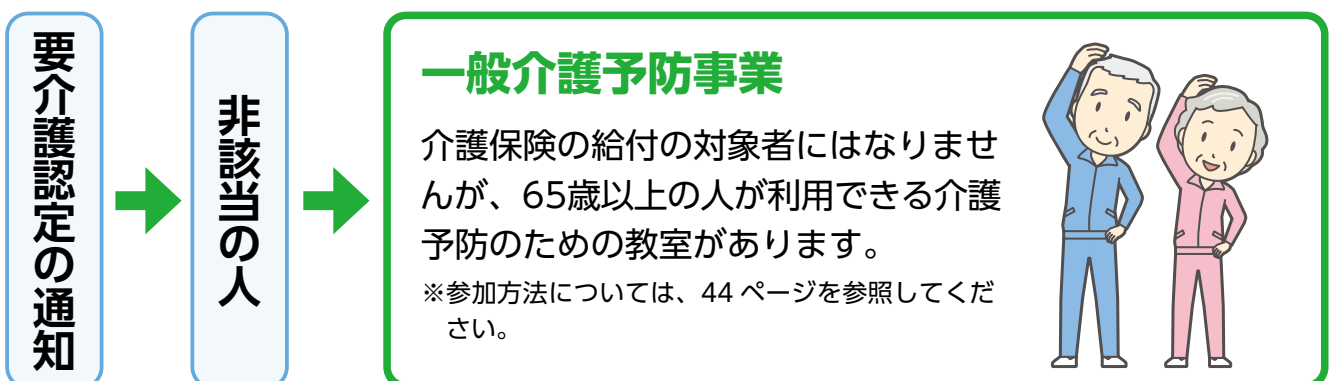 要介護認定の通知
非該当の人
一般介護予防事業
介護保険の給付の対象者にはなりませ
んが、65歳以上の人が利用できる介護
予防のための教室があります。
※参加方法については、44 ページを参照してくだ
さい。